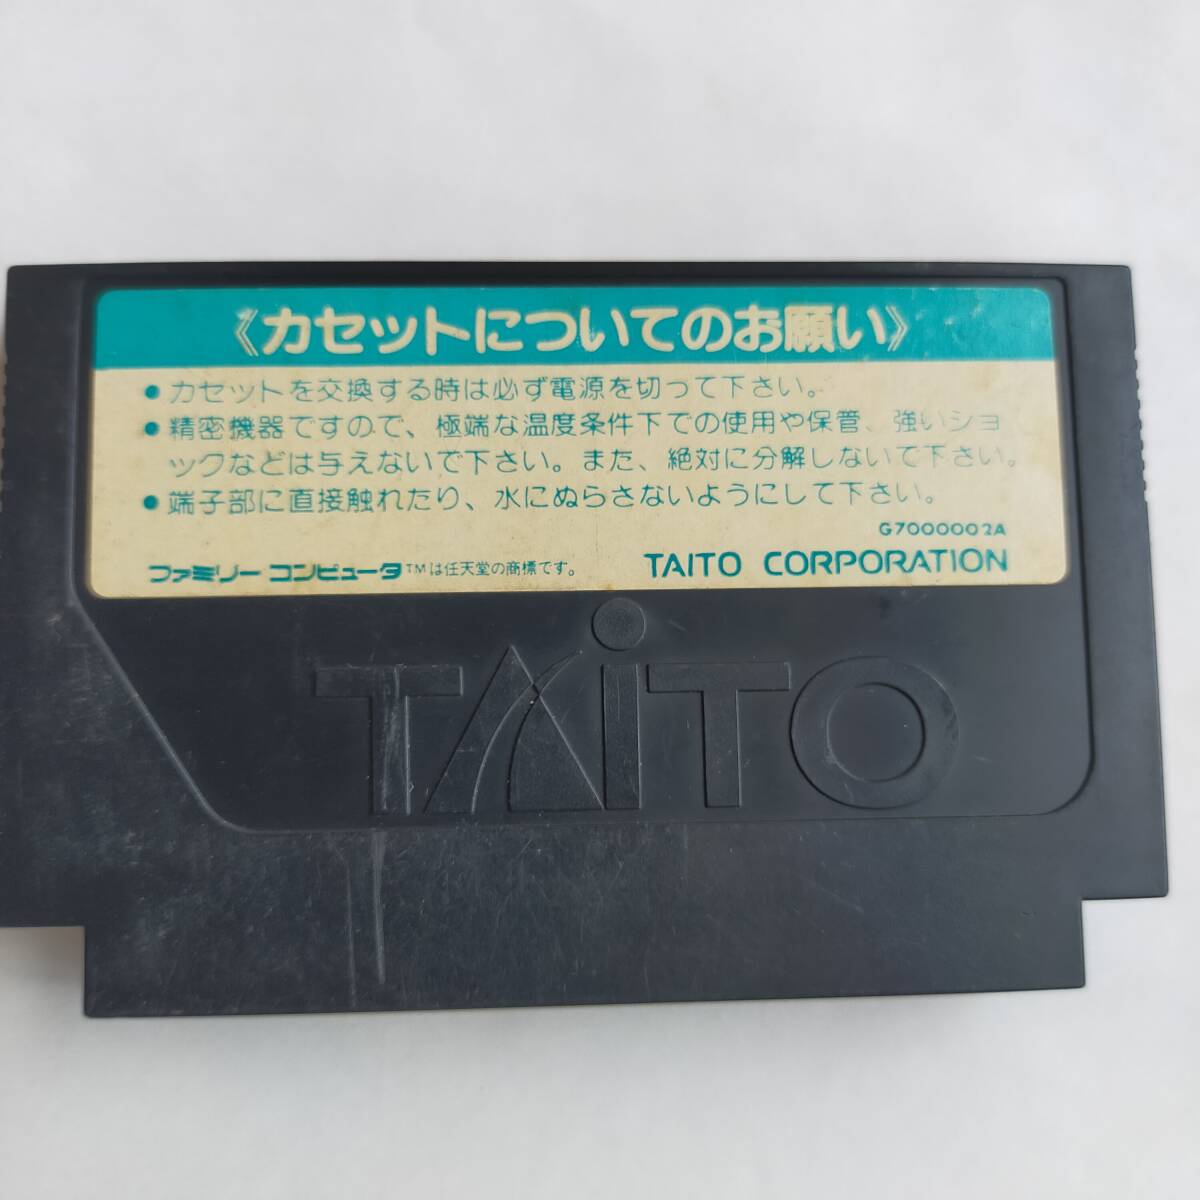 《カセットについてのお願い》
●カセットを交換する時は必ず電源を切って下さい。
●精密機器ですので、極端な温度条件下での使用や保管、強いショ
ックなどは与えないで下さい。また、絶対に分解しないで下さい。
●端子部に直接触れたり、水にぬらさないようにして下さい。
G7000002A
ファミリーコンピュータTMは任天堂の商標です。 TAITO CORPORATION
TAiTO